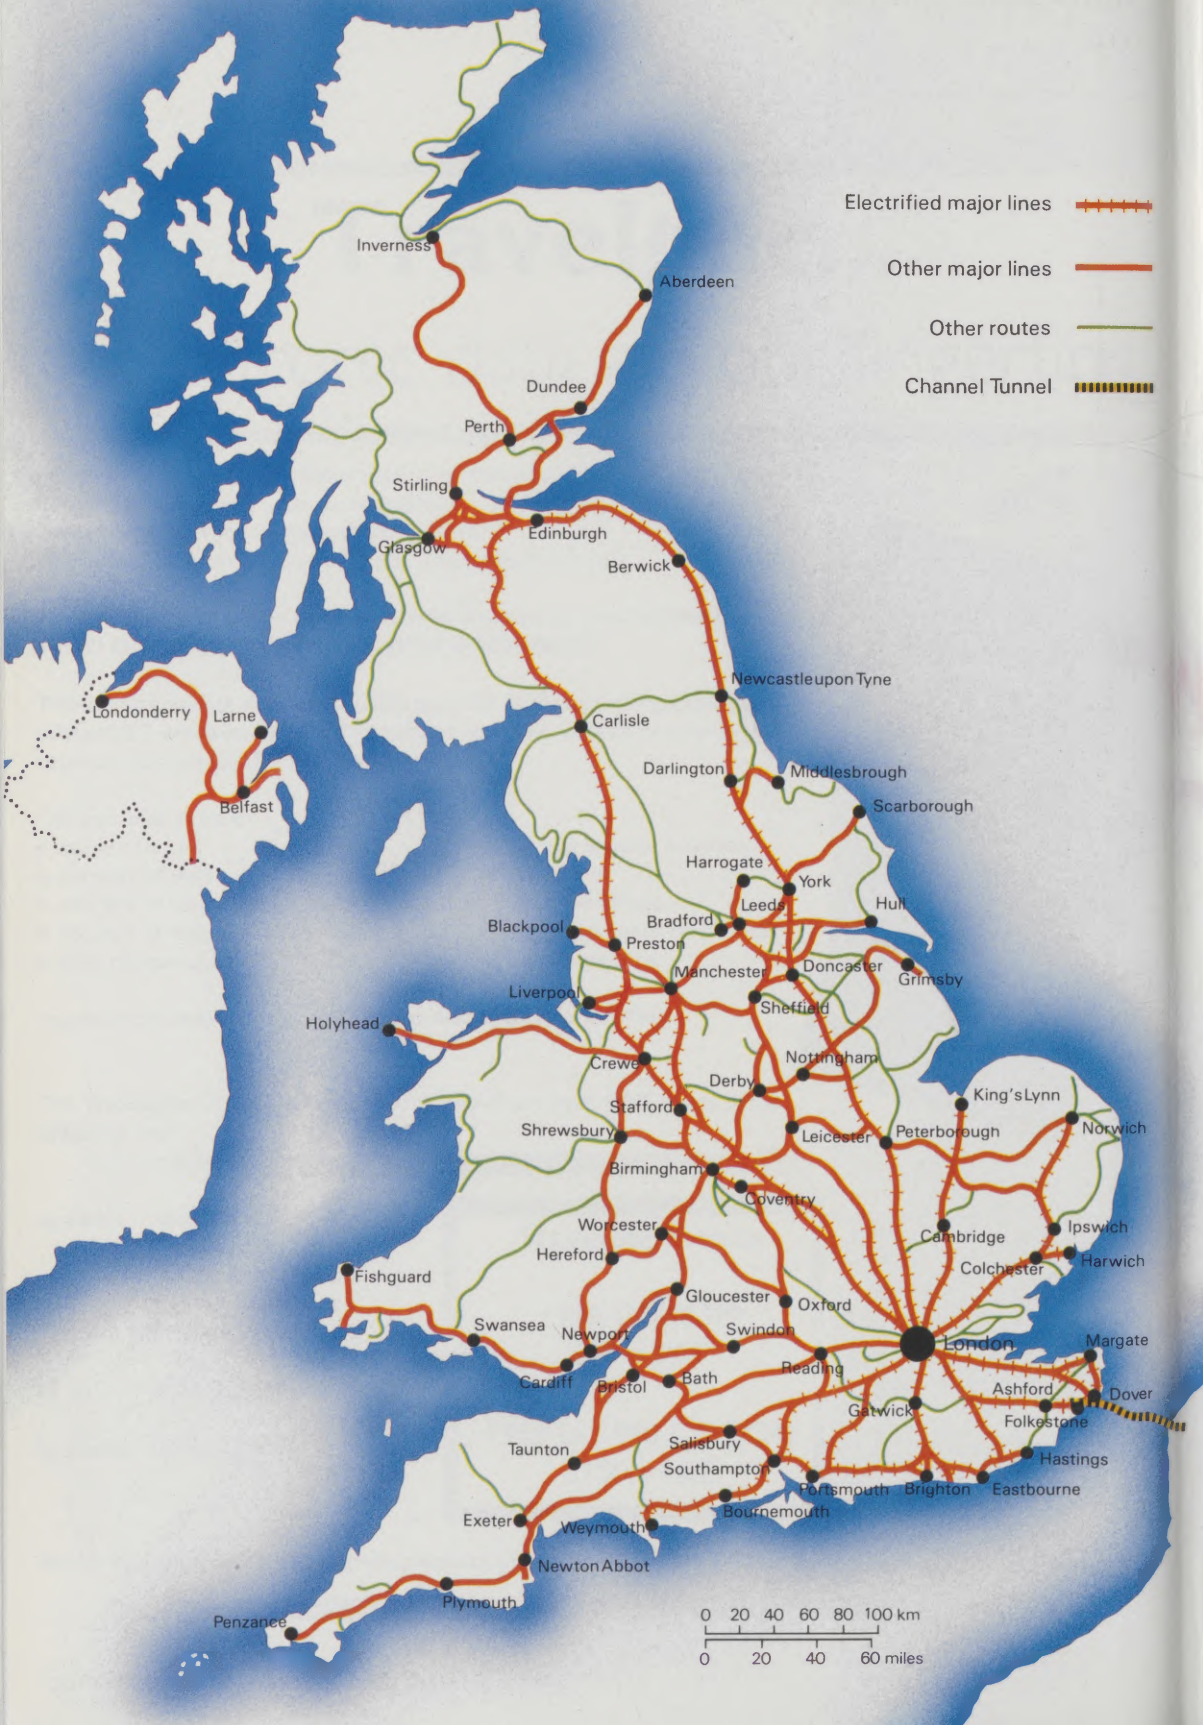 Electrified major lines
Other major lines
Other routes
Channel Tunnel
Inverness
Aberdeen
Dundee
Perth
Stirling
Edinburgh
Glasgow
Berwick
Newcastle upon Tyne
Londonderry
Larne
Carlisle
Darlington
Middlesbrough
Belfast
Scarborough
Harrogate
York
Leeds
Hull
Bradford
Blackpool
Preston
Manchester
Doncaster
Grimsby
Liverpool
Sheffield
Holyhead
Crewe
Nottingham
Derby
King's Lynn
Stafford
Shrewsbury
Leicester
Peterborough
Norwich
Birmingham
Coventry
Worcester
Cambridge
Ipswich
Hereford
Colchester
Harwich
Fishguard
Gloucester
Oxford
Swansea
Newport
Swindon
London
Margate
Cardiff
Bristol
Bath
Reading
Ashford
Dover
Gatwick
Folkestone
Taunton
Salisbury
Hastings
Southampton
Portsmouth
Brighton
Eastbourne
Exeter
Weymouth
Bournemouth
Newton Abbot
Plymouth
Penzance
0 20 40 60 80 100 km
0 20 40 60 miles